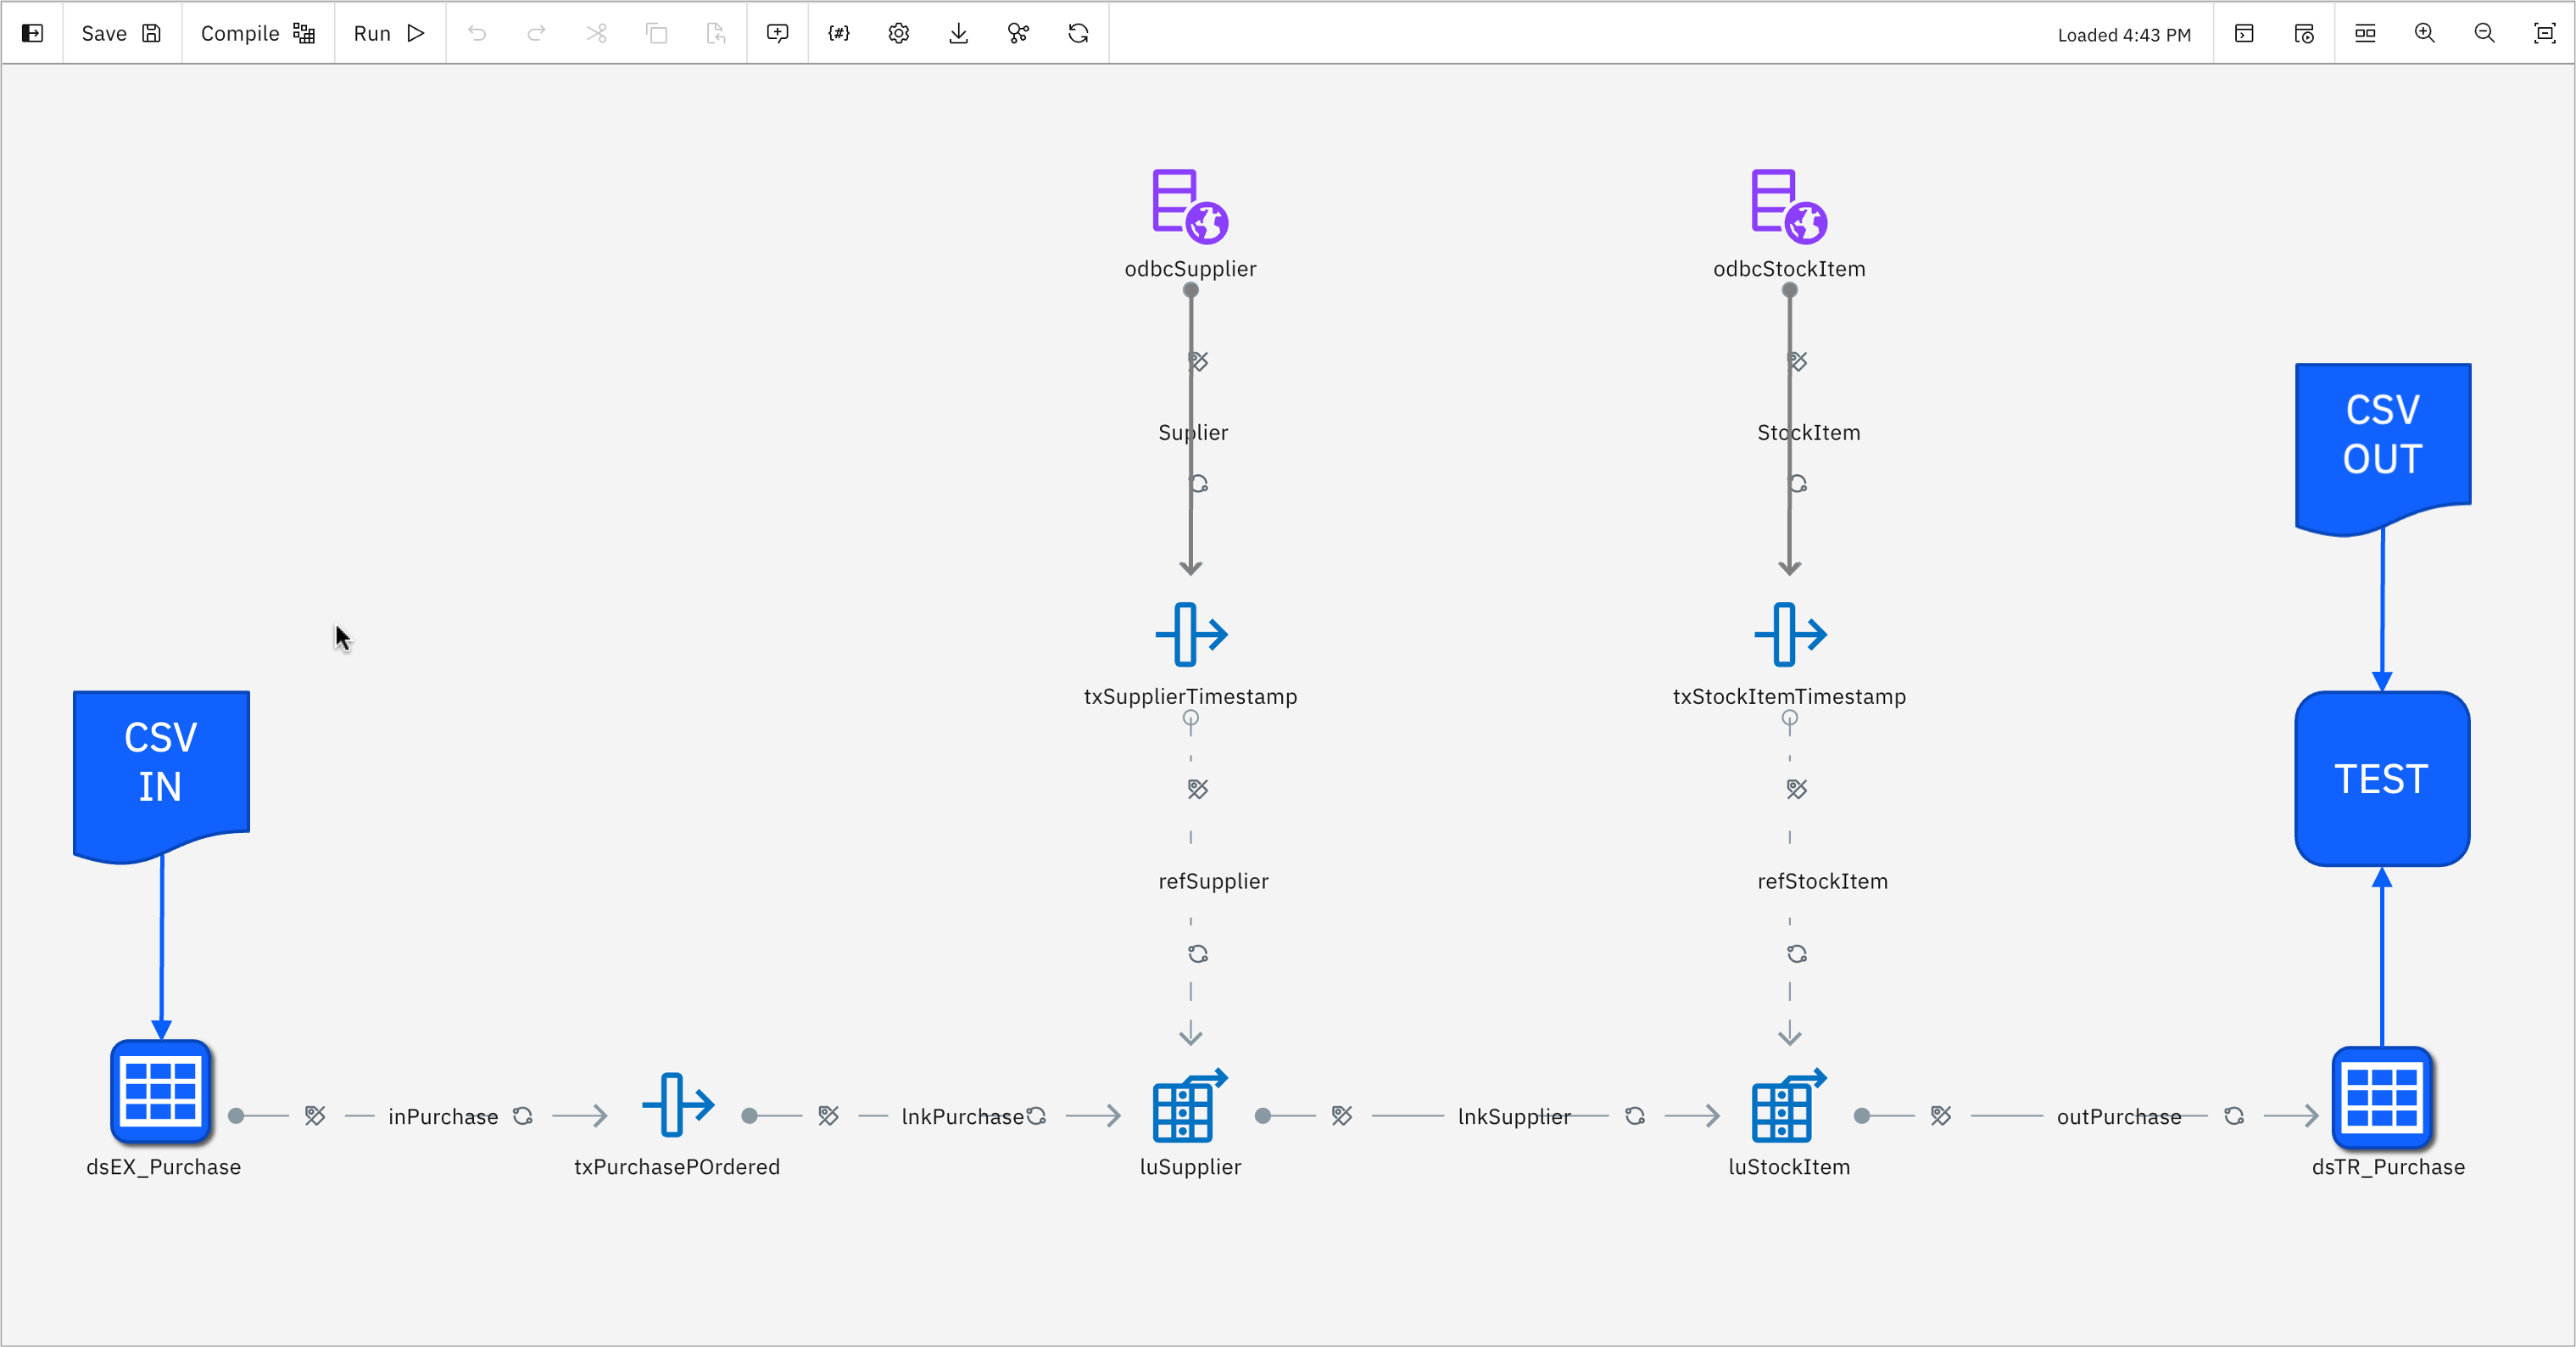 Save
Compile
Run
{#}
Loaded 4:43 PM
odbcSupplier
odbcStockItem
Suplier
StockItem
CSV
OUT
txSupplierTimestamp
txStockItemTimestamp
CSV
IN
TEST
refSupplier
refStockItem
inPurchase
lnkPurchase
lnkSupplier
outPurchase
dsEX_Purchase
txPurchasePOrdered
luSupplier
luStockItem
dsTR_Purchase